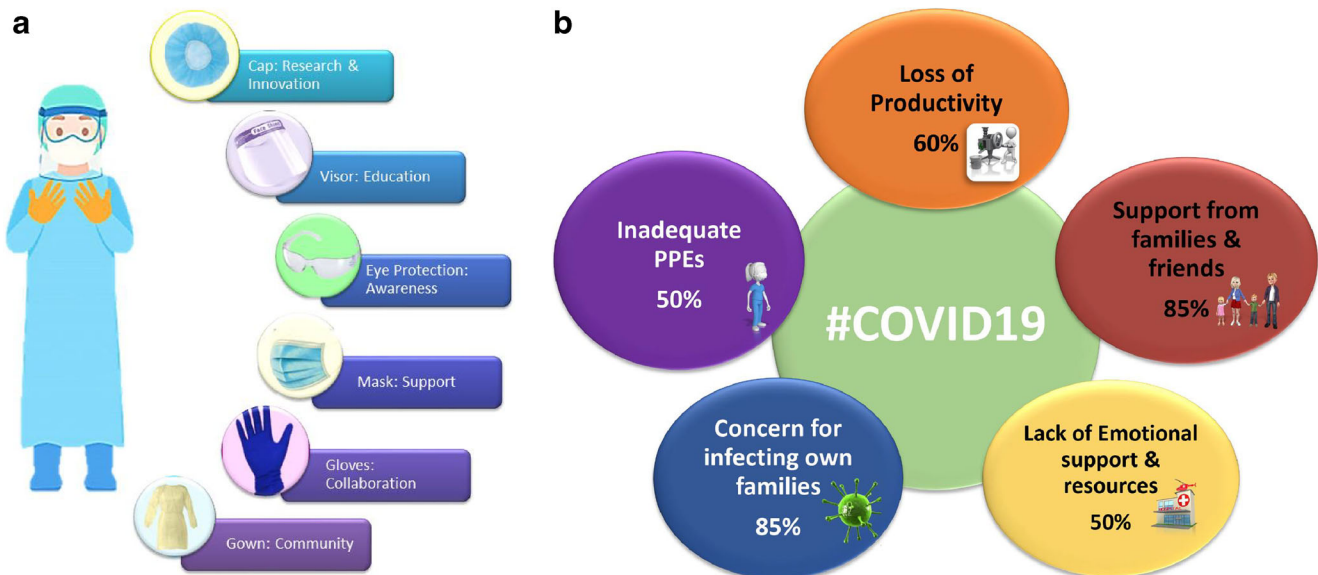 a
Cap: Research &
Innovation
Visor: Education
Eye Protection:
Awareness
Mask: Support
Gloves:
Collaboration
Gown: Community
b
Loss of
Productivity
60%
Inadequate
PPEs
50%
Support from
families &
friends
85%
#COVID19
Concern for
infecting own
families
85%
Lack of Emotional
support &
resources
50%